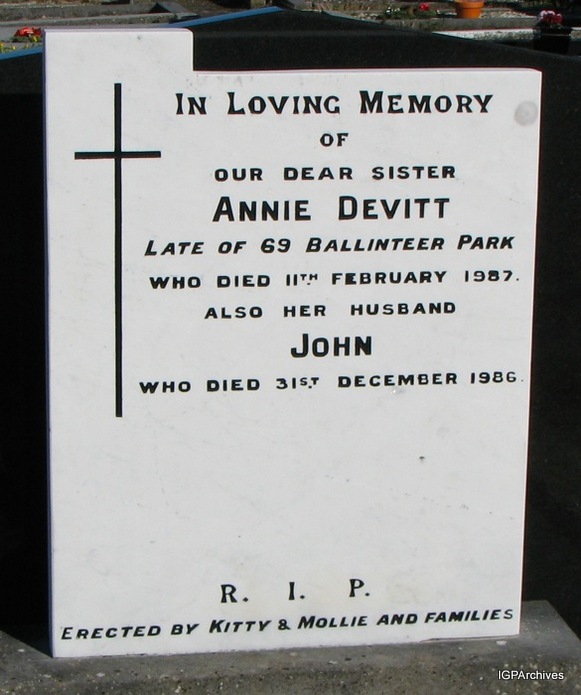 IN LOVING MEMORY
OF
OUR DEAR SISTER
ANNIE DEVITT
LATE OF 69 BALLINTEER PARK
WHO DIED 11TH FEBRUARY 1987.
ALSO HER HUSBAND
JOHN
WHO DIED 31ST DECEMBER 1986.
R. I. P.
ERECTED BY KITTY & MOLLIE AND FAMILIES
IGPArchives